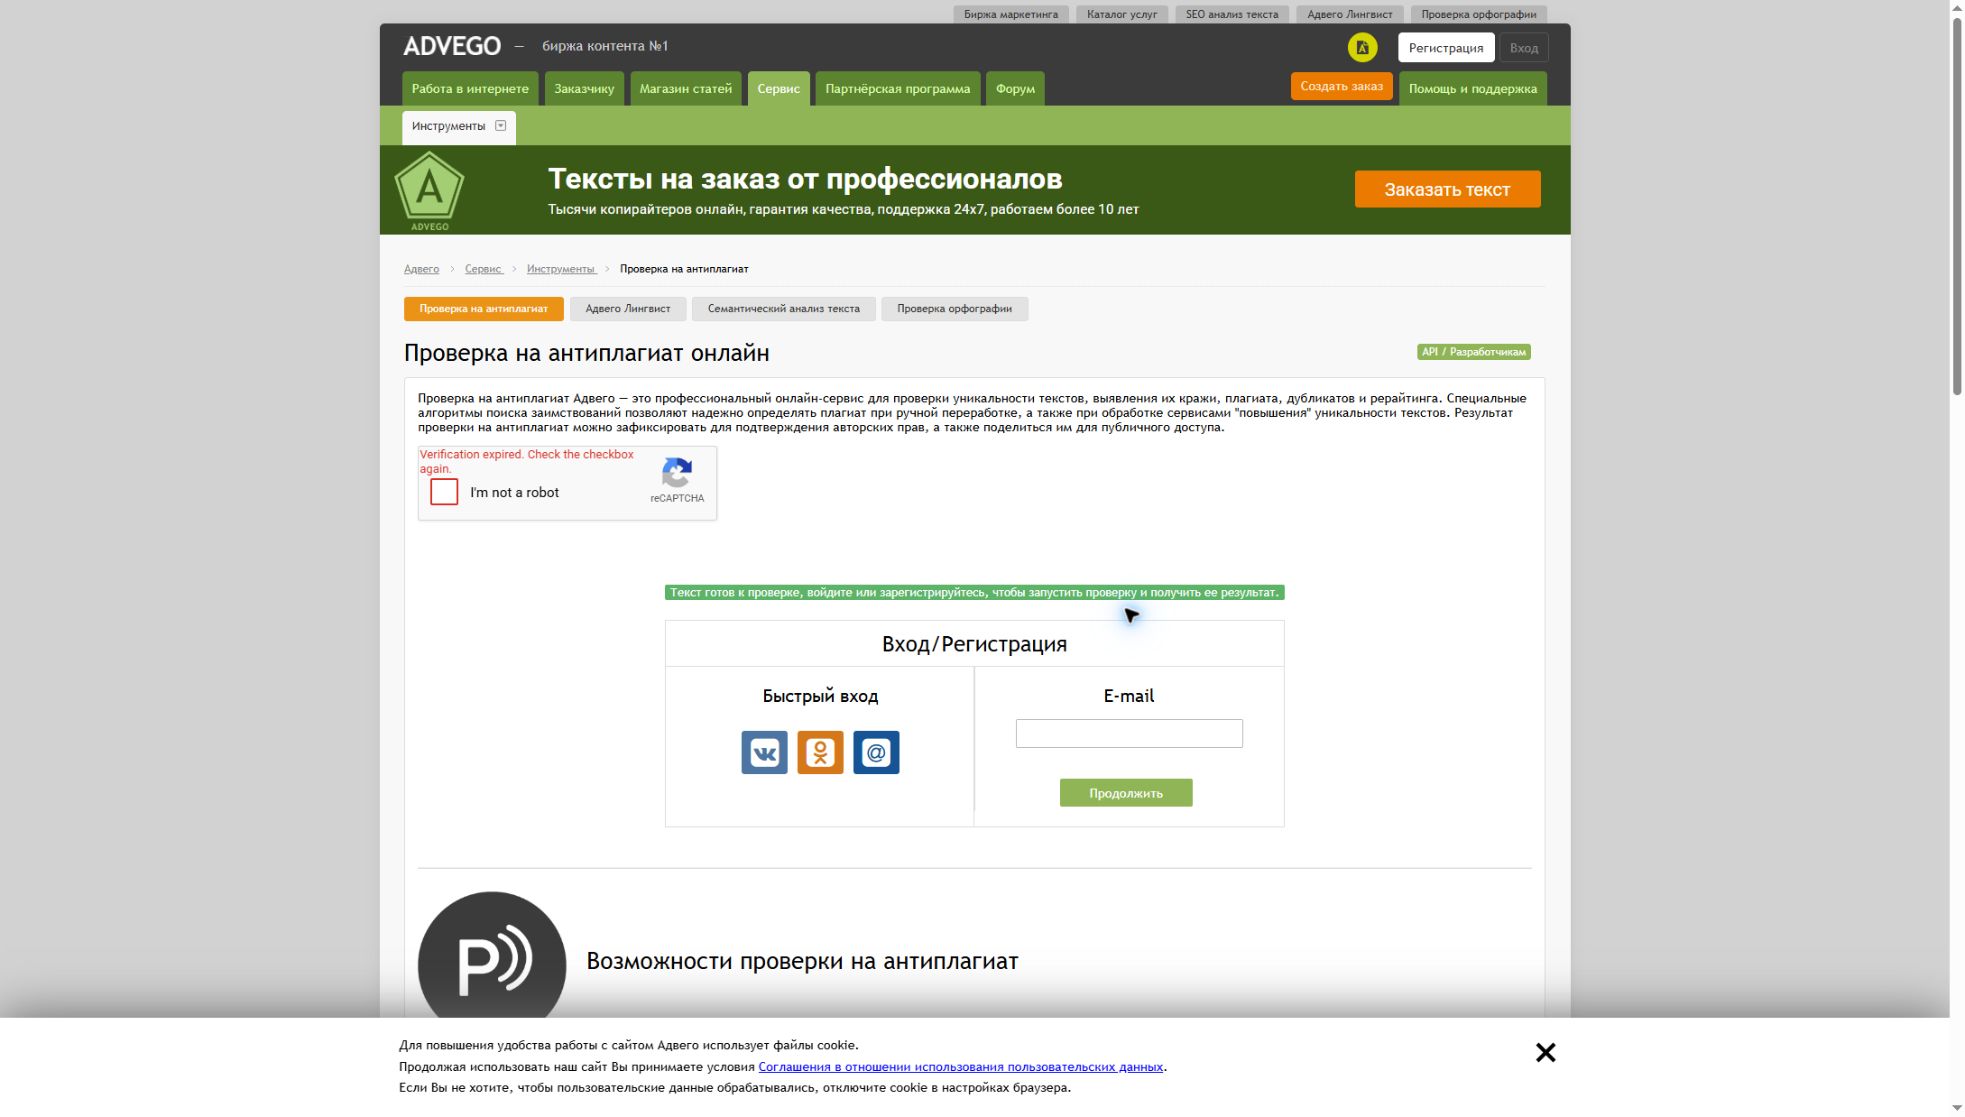 Биржа маркетинга
Каталог услуг
SEO анализ текста
Адвего Лингвист
Проверка орфографии
ADVEGO — биржа контента №1
Регистрация
Вход
Работа в интернете
Заказчику
Магазин статей
Сервис
Партнёрская программа
Форум
Создать заказ
Помощь и поддержка
Инструменты
Тексты на заказ от профессионалов
Тысячи копирайтеров онлайн, гарантия качества, поддержка 24x7, работаем более 10 лет
Заказать текст
A
ADVEGO
Адвего > Сервис > Инструменты > Проверка на антиплагиат
Проверка на антиплагиат
Адвего Лингвист
Семантический анализ текста
Проверка орфографии
Проверка на антиплагиат онлайн
API / Разработчикам
Проверка на антиплагиат Адвего — это профессиональный онлайн-сервис для проверки уникальности текстов, выявления их кражи, плагиата, дубликатов и рерайтинга. Специальные
алгоритмы поиска заимствований позволяют надежно определять плагиат при ручной переработке, а также при обработке сервисами "повышения" уникальности текстов. Результат
проверки на антиплагиат можно зафиксировать для подтверждения авторских прав, а также поделиться им для публичного доступа.
Verification expired. Check the checkbox
again.
I'm not a robot
reCAPTCHA
Текст готов к проверке, войдите или зарегистрируйтесь, чтобы запустить проверку и получить ее результат.
Вход/Регистрация
Быстрый вход
E-mail
Продолжить
P
Возможности проверки на антиплагиат
Для повышения удобства работы с сайтом Адвего использует файлы cookie.
Продолжая использовать наш сайт Вы принимаете условия Соглашения в отношении использования пользовательских данных.
Если Вы не хотите, чтобы пользовательские данные обрабатывались, отключите cookie в настройках браузера.